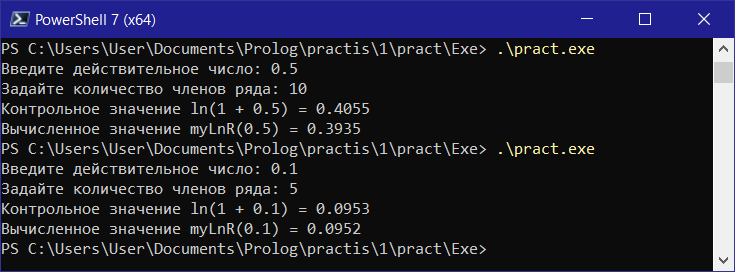 PowerShell 7 (x64)
PS C:\Users\User\Documents\Prolog\practis\1\pract\Exe> .\pract.exe
Введите действительное число: 0.5
Задайте количество членов ряда: 10
Контрольное значение ln(1 + 0.5) = 0.4055
Вычисленное значение myLnR(0.5) = 0.3935
PS C:\Users\User\Documents\Prolog\practis\1\pract\Exe> .\pract.exe
Введите действительное число: 0.1
Задайте количество членов ряда: 5
Контрольное значение ln(1 + 0.1) = 0.0953
Вычисленное значение myLnR(0.1) = 0.0952
PS C:\Users\User\Documents\Prolog\practis\1\pract\Exe>